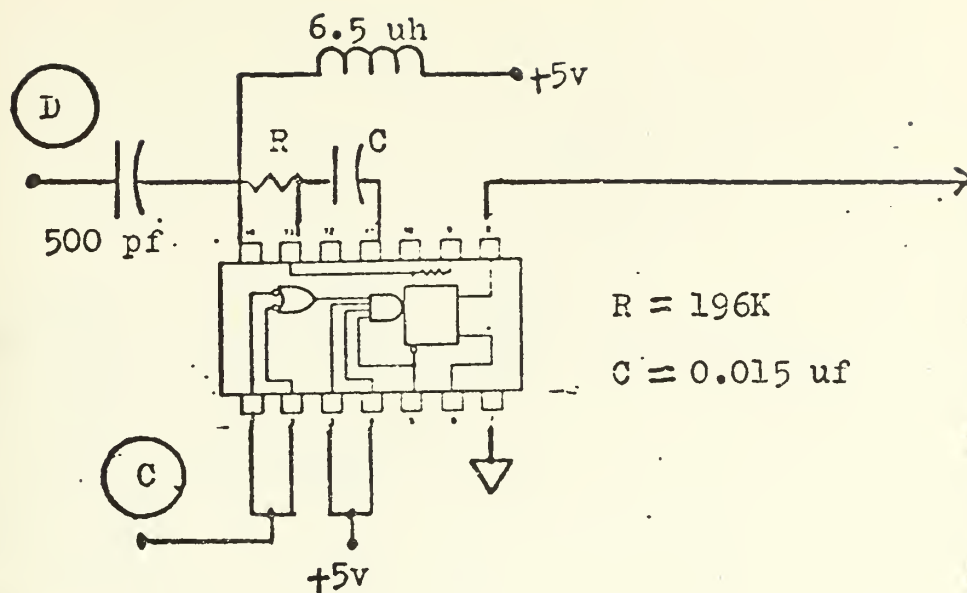 6.5 uh
+5v
D
R C
500 pf
R = 196K
C = 0.015 uf
C
+5v